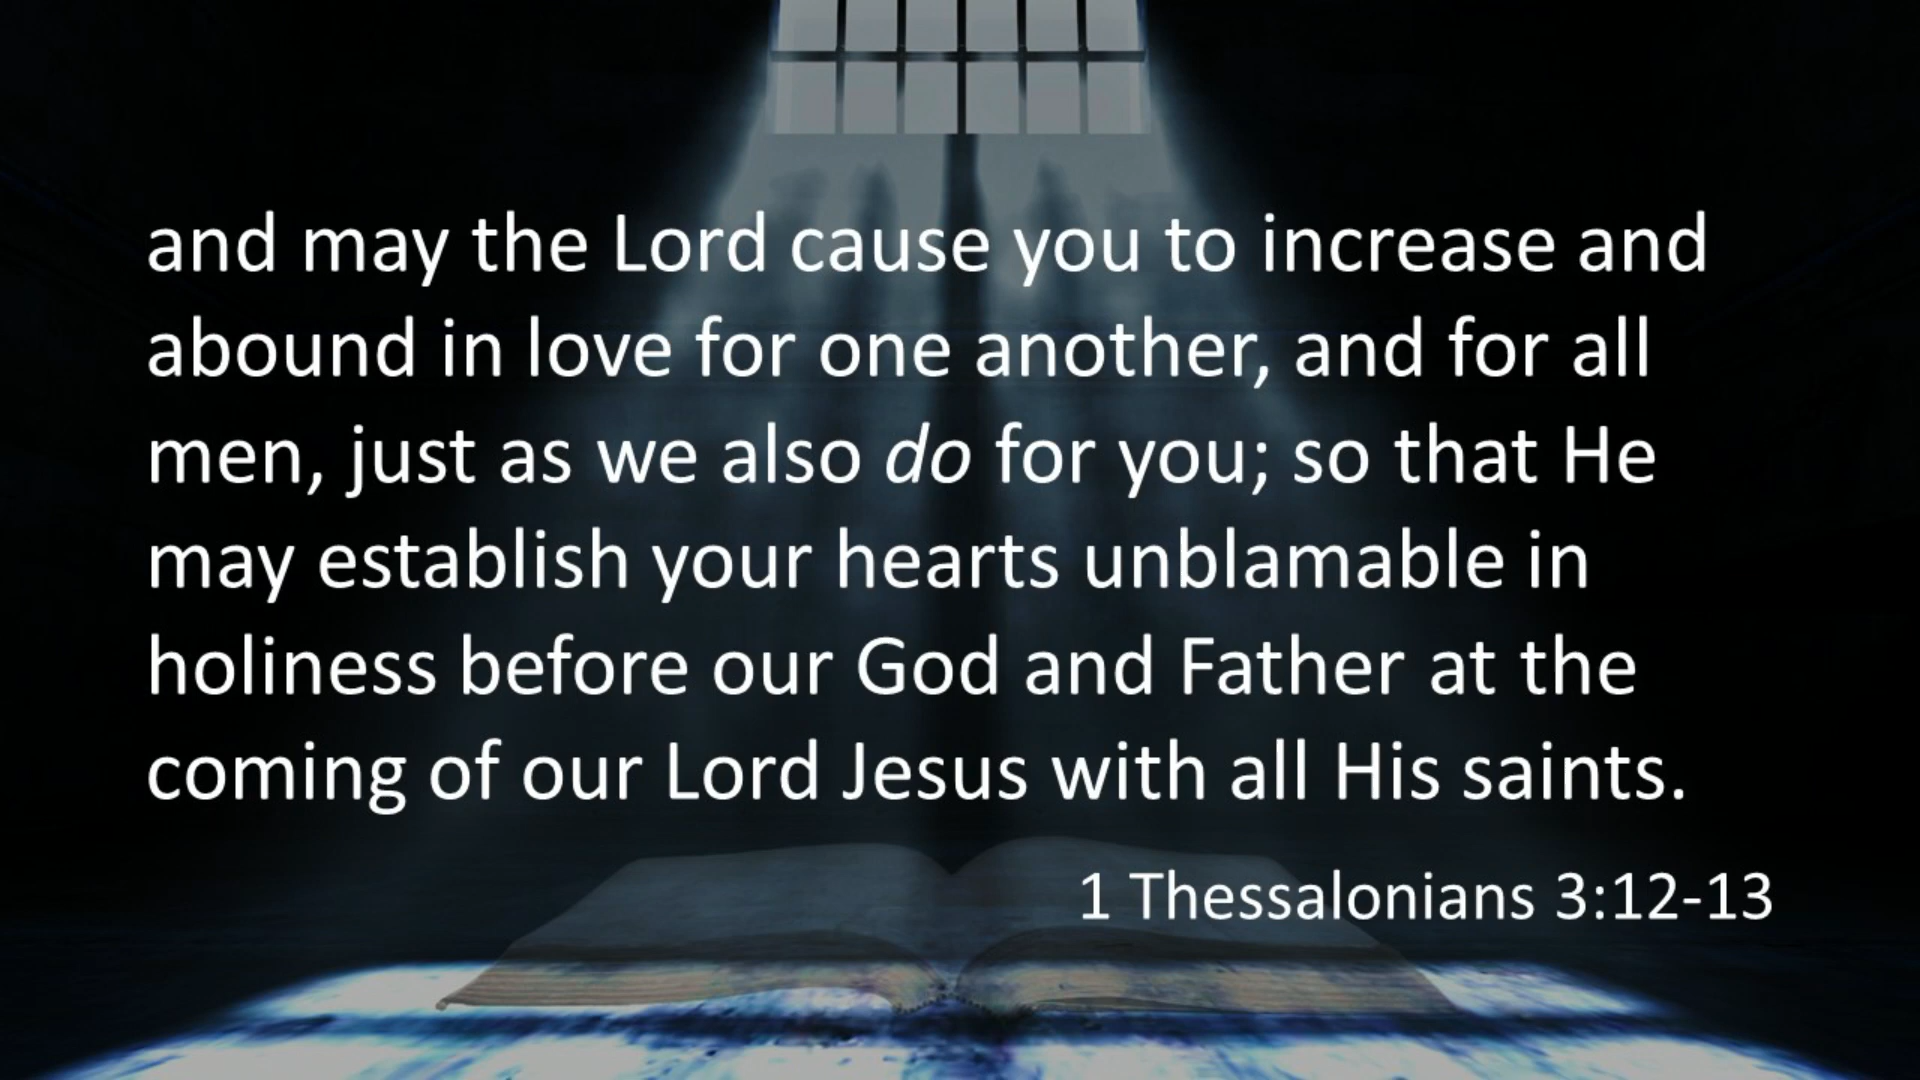 and may the Lord cause you to increase and
abound in love for one another, and for all
men, just as we also do for you; so that He
may establish your hearts unblamable in
holiness before our God and Father at the
coming of our Lord Jesus with all His saints.
1 Thessalonians 3:12-13